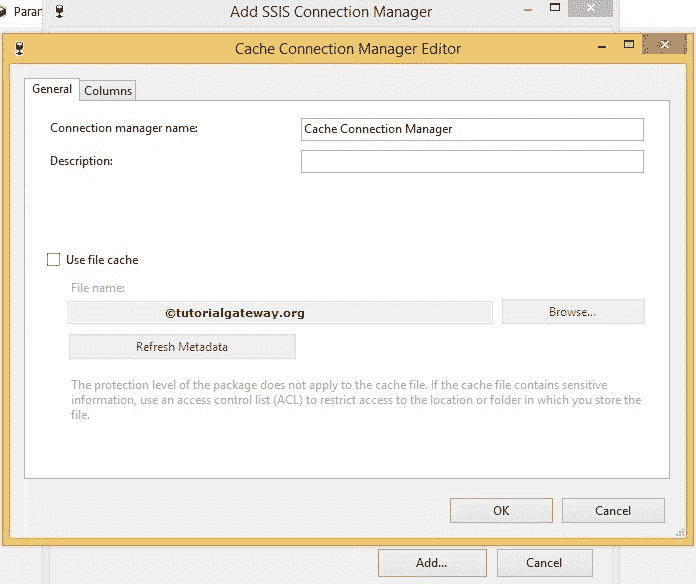 Param
Add SSIS Connection Manager
Cache Connection Manager Editor
General
Columns
Connection manager name:
Cache Connection Manager
Description:
Use file cache
File name:
©tutorialgateway.org
Browse...
Refresh Metadata
The protection level of the package does not apply to the cache file. If the cache file contains sensitive
information, use an access control list (ACL) to restrict access to the location or folder in which you store the
file.
OK
Cancel
Add...
Cancel